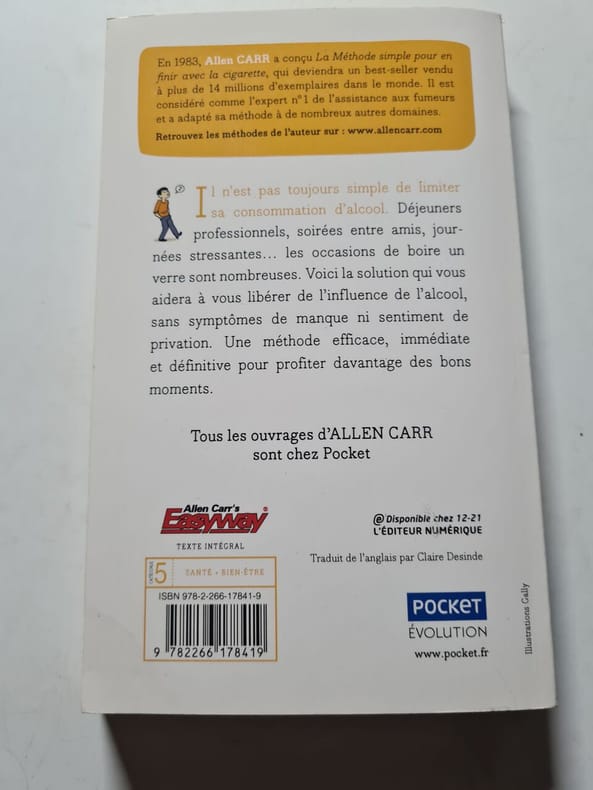 En 1983, Allen CARR a conçu La Méthode simple pour en
finir avec la cigarette, qui deviendra un best-seller vendu
à plus de 14 millions d'exemplaires dans le monde. Il est
considéré comme l'expert n°1 de l'assistance aux fumeurs
et a adapté sa méthode à de nombreux autres domaines.
Retrouvez les méthodes de l'auteur sur : www.allencarr.com
Il n'est pas toujours simple de limiter
sa consommation d'alcool. Déjeuners
professionnels, soirées entre amis, jour-
nées stressantes... les occasions de boire un
verre sont nombreuses. Voici la solution qui vous
aidera à vous libérer de l'influence de l'alcool,
sans symptômes de manque ni sentiment de
privation. Une méthode efficace, immédiate
et définitive pour profiter davantage des bons
moments.
Tous les ouvrages d'ALLEN CARR
sont chez Pocket
Allen Carr's
Easyway®
TEXTE INTÉGRAL
@ Disponible chez 12-21
L'ÉDITEUR NUMÉRIQUE
Traduit de l'anglais par Claire Desinde
CATÉGORIE
5
SANTÉ • BIEN-ÊTRE
ISBN 978-2-266-17841-9
9 782266 178419
POCKET
ÉVOLUTION
www.pocket.fr
Illustrations Cally